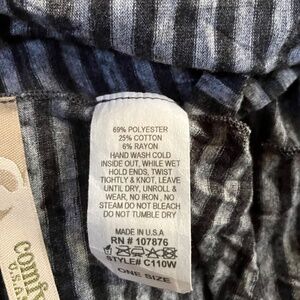 69% POLYESTER
25% COTTON
6% RAYON
HAND WASH COLD
INSIDE OUT, WHILE WET
HOLD ENDS, TWIST
TIGHTLY & KNOT, LEAVE
UNTIL DRY, UNROLL &
WEAR, NO IRON , NO
STEAM DO NOT BLEACH
DO NOT TUMBLE DRY
MADE IN U.S.A
RN # 107876
STYLE# C110W
ONE SIZE
comfy
U.S.A.